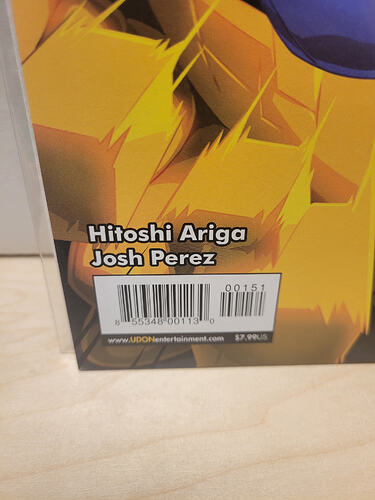 Hitoshi Ariga
Josh Perez
00151
8 55348 00113 0
www.UDONentertainment.com $7.99US